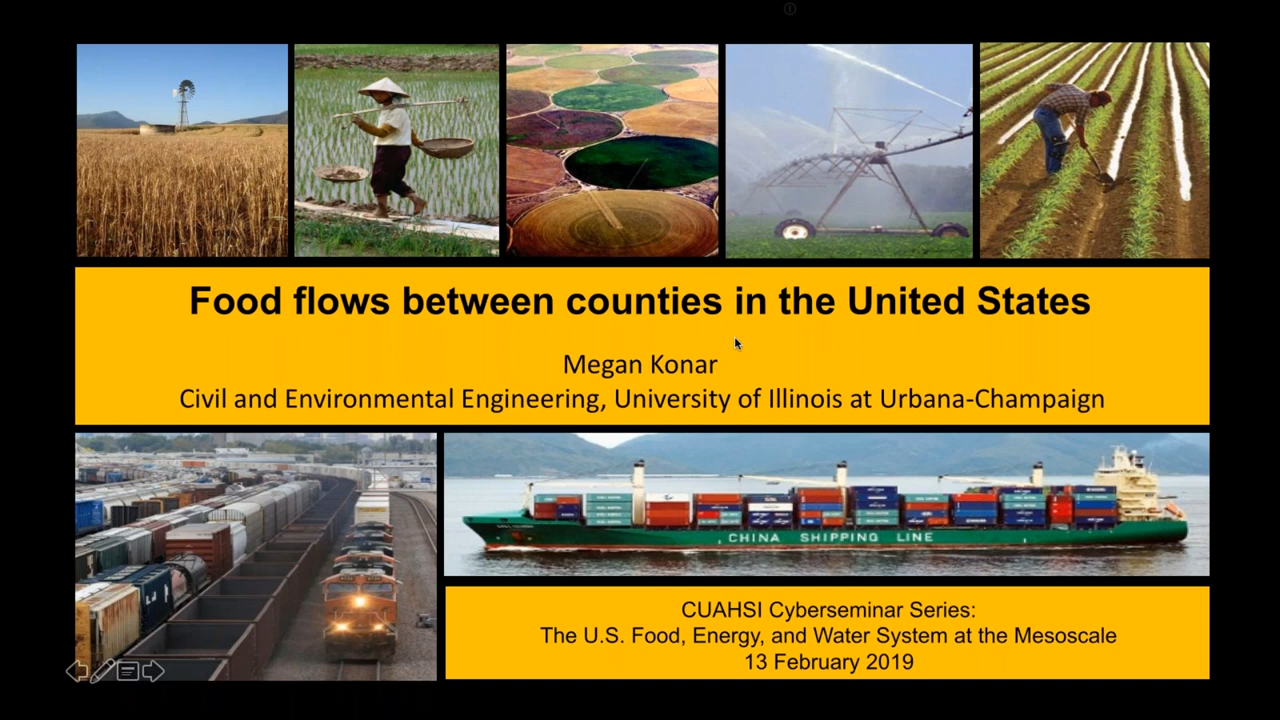 Food flows between counties in the United States
Megan Konar
Civil and Environmental Engineering, University of Illinois at Urbana-Champaign
CHINA SHIPPING LINE
CUAHSI Cyberseminar Series:
The U.S. Food, Energy, and Water System at the Mesoscale
13 February 2019